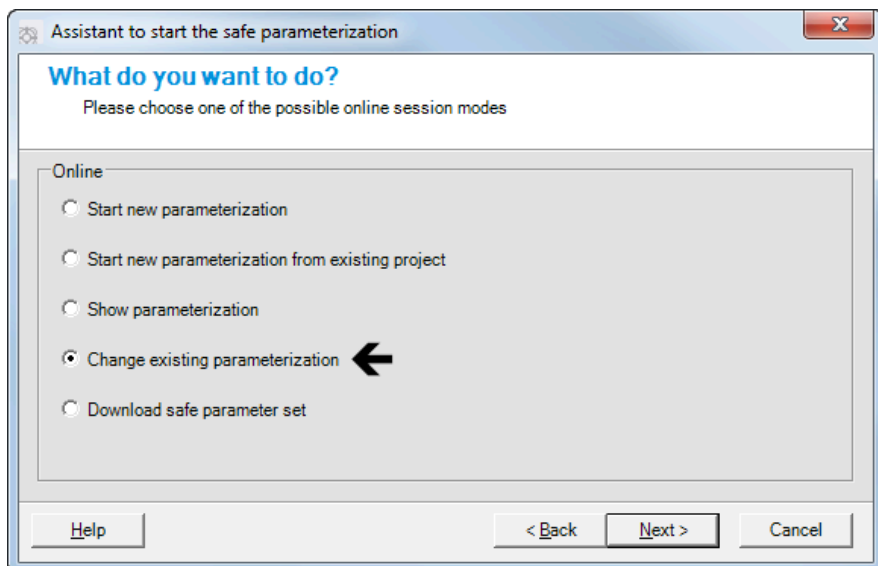 Assistant to start the safe parameterization
What do you want to do?
Please choose one of the possible online session modes
Online
Start new parameterization
Start new parameterization from existing project
Show parameterization
Change existing parameterization
Download safe parameter set
Help
< Back
Next >
Cancel